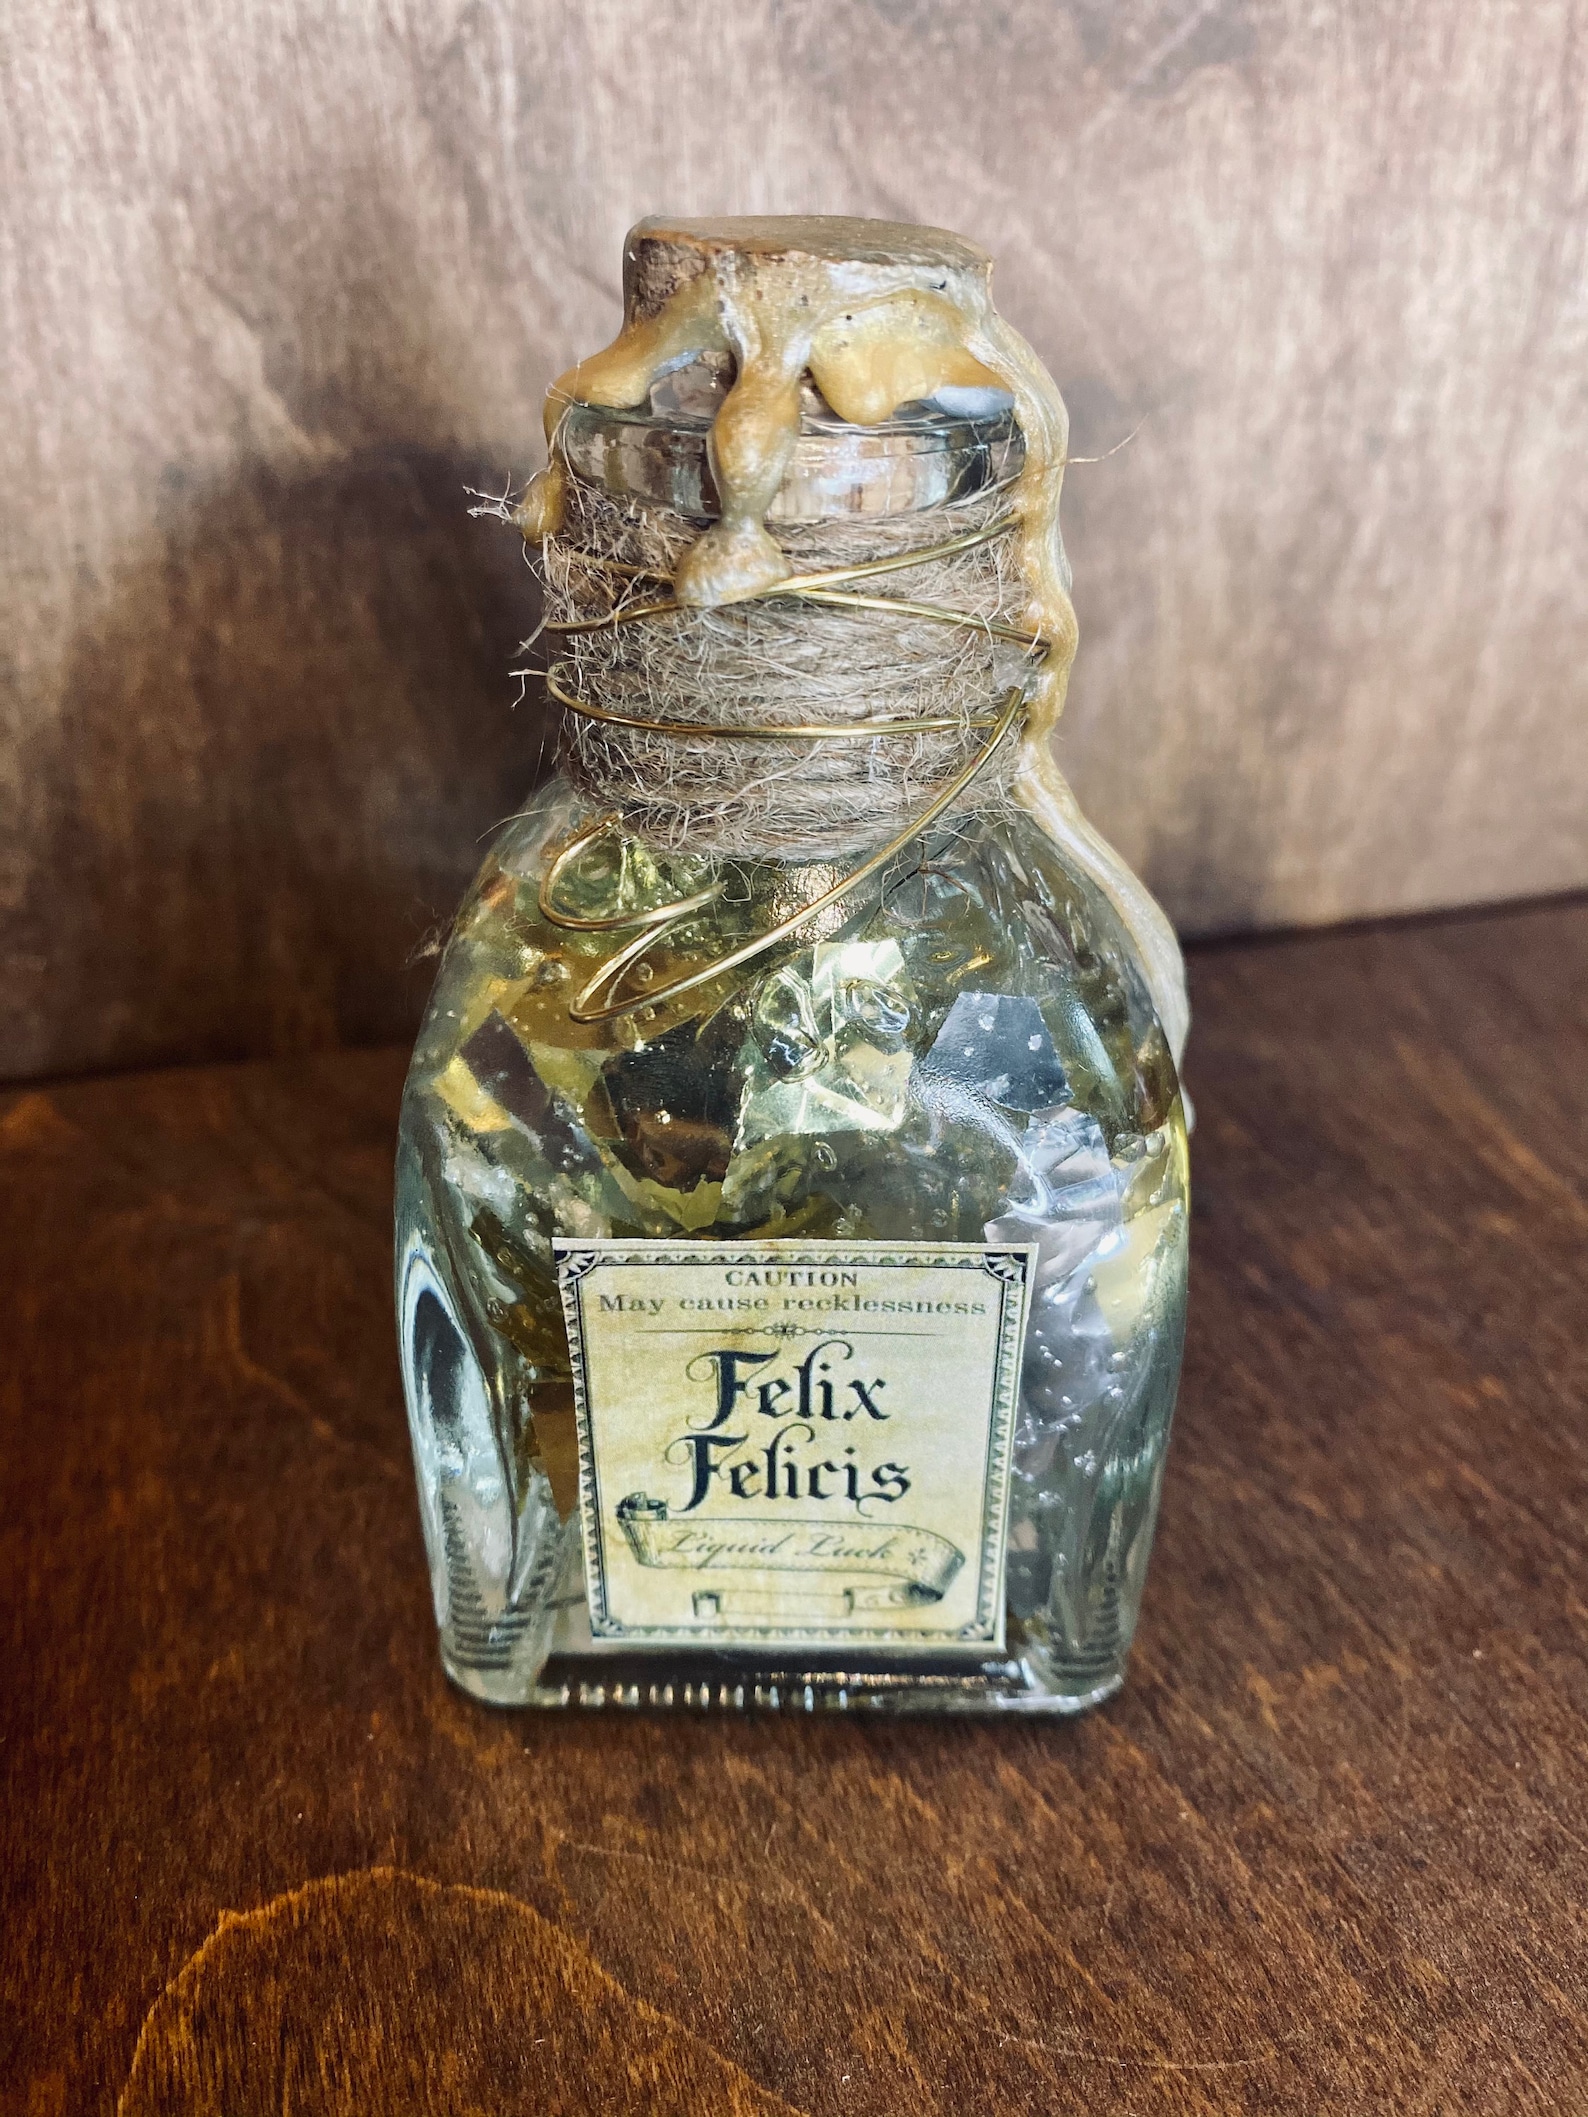 CAUTION
May cause recklessness
Felix
Felicis
Liquid Luck